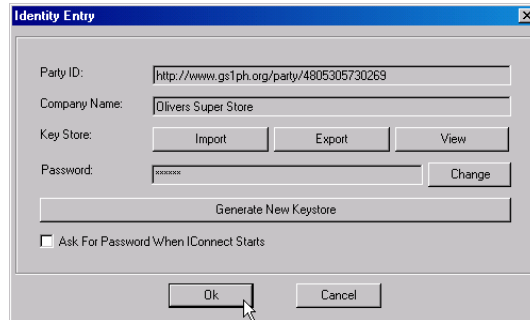 Identity Entry
Party ID: http://www.gs1ph.org/party/4805305730269
Company Name: Olivers Super Store
Key Store: Import Export View
Password: xxxxxx Change
Generate New Keystore
Ask For Password When IConnect Starts
Ok Cancel